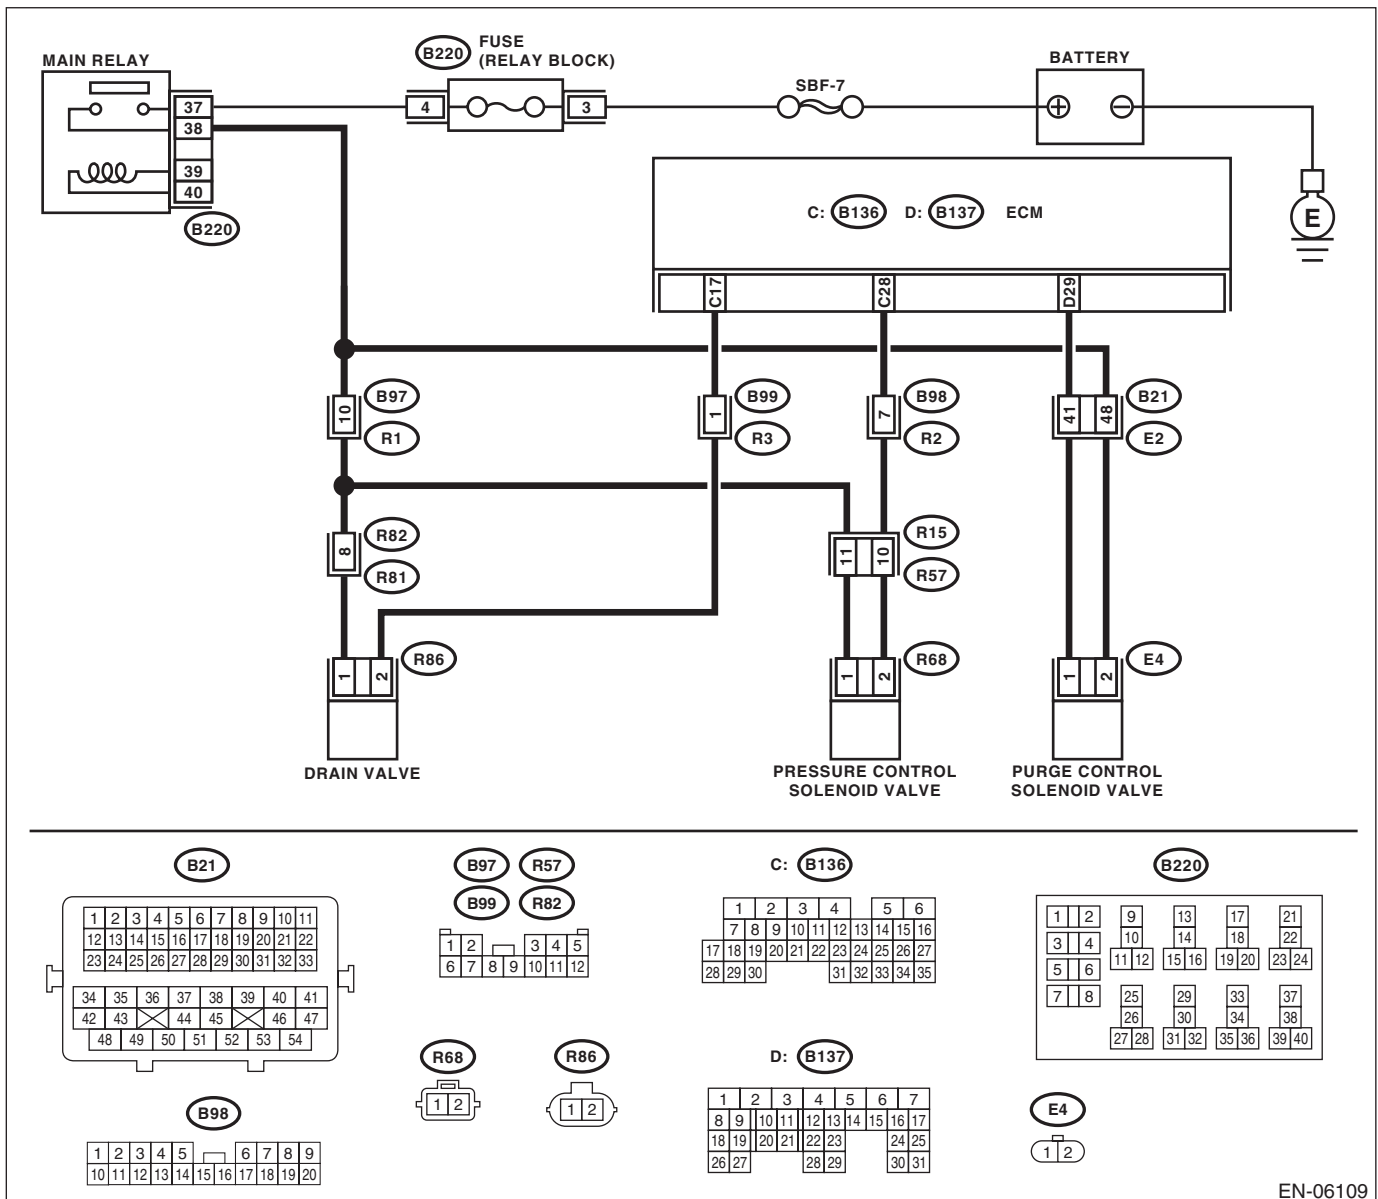 MAIN RELAY
B220
FUSE
(RELAY BLOCK)
SBF-7
BATTERY
37
38
39
40
4
3
B220
E
C: B136 D: B137 ECM
C17
C28
D29
10
B97
R1
1
B99
R3
7
B98
R2
41
48
B21
E2
8
R82
R81
11
10
R15
R57
1
2
R86
1
2
R68
1
2
E4
DRAIN VALVE
PRESSURE CONTROL
SOLENOID VALVE
PURGE CONTROL
SOLENOID VALVE
B21
1 2 3 4 5 6 7 8 9 10 11
12 13 14 15 16 17 18 19 20 21 22
23 24 25 26 27 28 29 30 31 32 33
34 35 36 37 38 39 40 41
42 43 44 45 46 47
48 49 50 51 52 53 54
B98
1 2 3 4 5 6 7 8 9
10 11 12 13 14 15 16 17 18 19 20
B97 R57
B99 R82
1 2 3 4 5
6 7 8 9 10 11 12
R68
1 2
R86
1 2
C: B136
1 2 3 4 5 6
7 8 9 10 11 12 13 14 15 16
17 18 19 20 21 22 23 24 25 26 27
28 29 30 31 32 33 34 35
D: B137
1 2 3 4 5 6 7
8 9 10 11 12 13 14 15 16 17
18 19 20 21 22 23 24 25
26 27 28 29 30 31
B220
1 2 9 13 17 21
3 4 10 14 18 22
5 6 11 12 15 16 19 20 23 24
7 8 25 29 33 37
26 30 34 38
27 28 31 32 35 36 39 40
E4
1 2
EN-06109